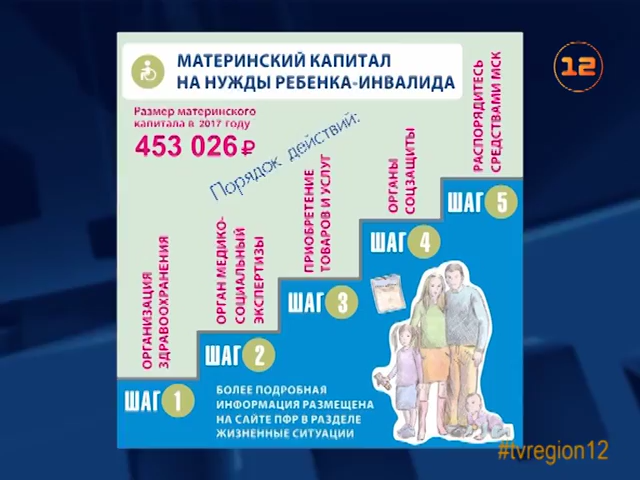 МАТЕРИНСКИЙ КАПИТАЛ
НА НУЖДЫ РЕБЕНКА-ИНВАЛИДА
12
Размер материнского
капитала в 2017 году
453 026 ₽
Порядок действий:
ОРГАНИЗАЦИЯ
ЗДРАВООХРАНЕНИЯ
ШАГ 1
ОРГАН МЕДИКО-
СОЦИАЛЬНЫЙ
ЭКСПЕРТИЗЫ
ШАГ 2
ПРИОБРЕТЕНИЕ
ТОВАРОВ И УСЛУГ
ШАГ 3
ОРГАНЫ
СОЦЗАЩИТЫ
ШАГ 4
РАСПОРЯДИТЕСЬ
СРЕДСТВАМИ МСК
ШАГ 5
БОЛЕЕ ПОДРОБНАЯ
ИНФОРМАЦИЯ РАЗМЕЩЕНА
НА САЙТЕ ПФР В РАЗДЕЛЕ
ЖИЗНЕННЫЕ СИТУАЦИИ
#tvregion12